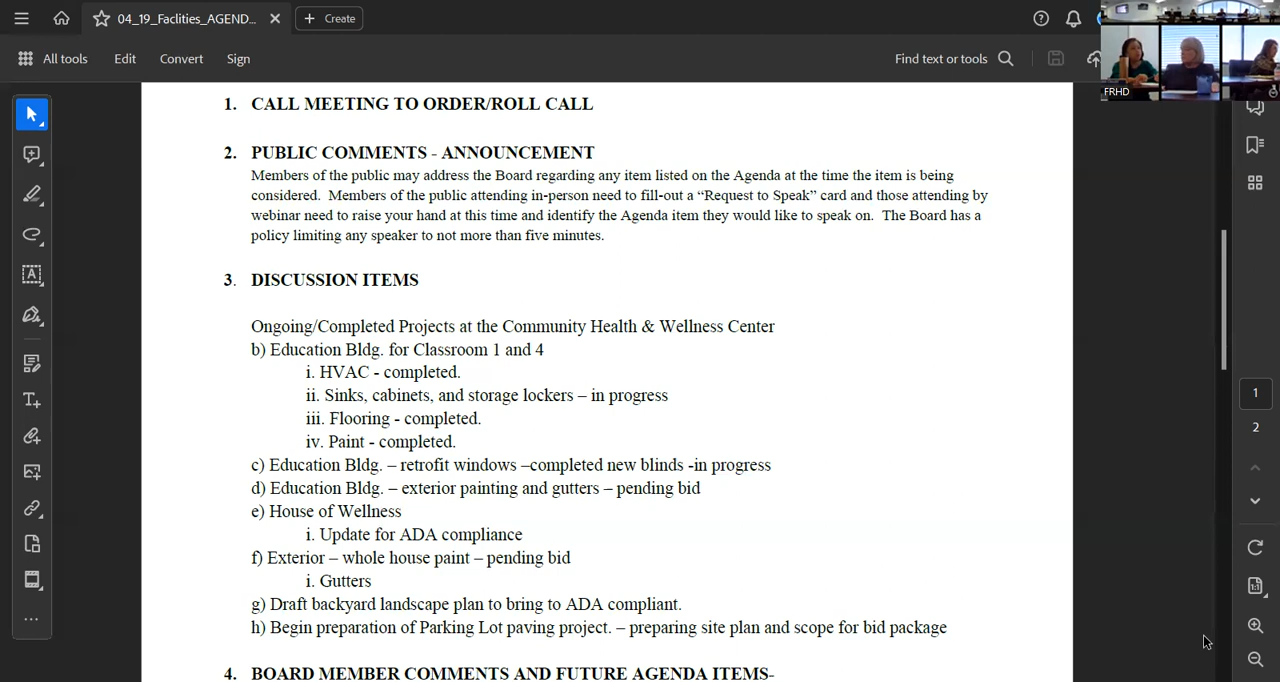 04_19_Faclities_AGEND...
Create
All tools
Edit
Convert
Sign
Find text or tools
FRHD
1. CALL MEETING TO ORDER/ROLL CALL
2. PUBLIC COMMENTS - ANNOUNCEMENT
Members of the public may address the Board regarding any item listed on the Agenda at the time the item is being
considered. Members of the public attending in-person need to fill-out a “Request to Speak” card and those attending by
webinar need to raise your hand at this time and identify the Agenda item they would like to speak on. The Board has a
policy limiting any speaker to not more than five minutes.
3. DISCUSSION ITEMS
Ongoing/Completed Projects at the Community Health & Wellness Center
b) Education Bldg. for Classroom 1 and 4
i. HVAC - completed.
ii. Sinks, cabinets, and storage lockers – in progress
iii. Flooring - completed.
iv. Paint - completed.
c) Education Bldg. – retrofit windows –completed new blinds -in progress
d) Education Bldg. – exterior painting and gutters – pending bid
e) House of Wellness
i. Update for ADA compliance
f) Exterior – whole house paint – pending bid
i. Gutters
g) Draft backyard landscape plan to bring to ADA compliant.
h) Begin preparation of Parking Lot paving project. – preparing site plan and scope for bid package
4. BOARD MEMBER COMMENTS AND FUTURE AGENDA ITEMS-
1
2